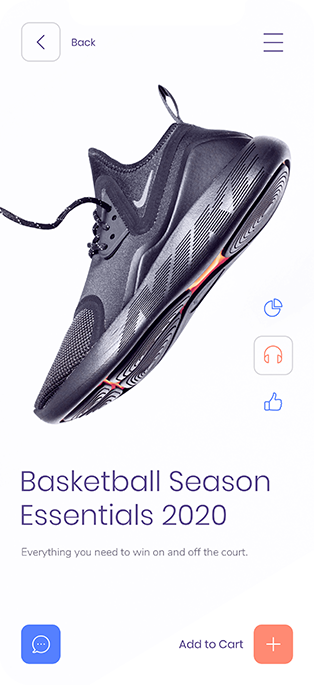 Back
Basketball Season
Essentials 2020
Everything you need to win on and off the court.
Add to Cart